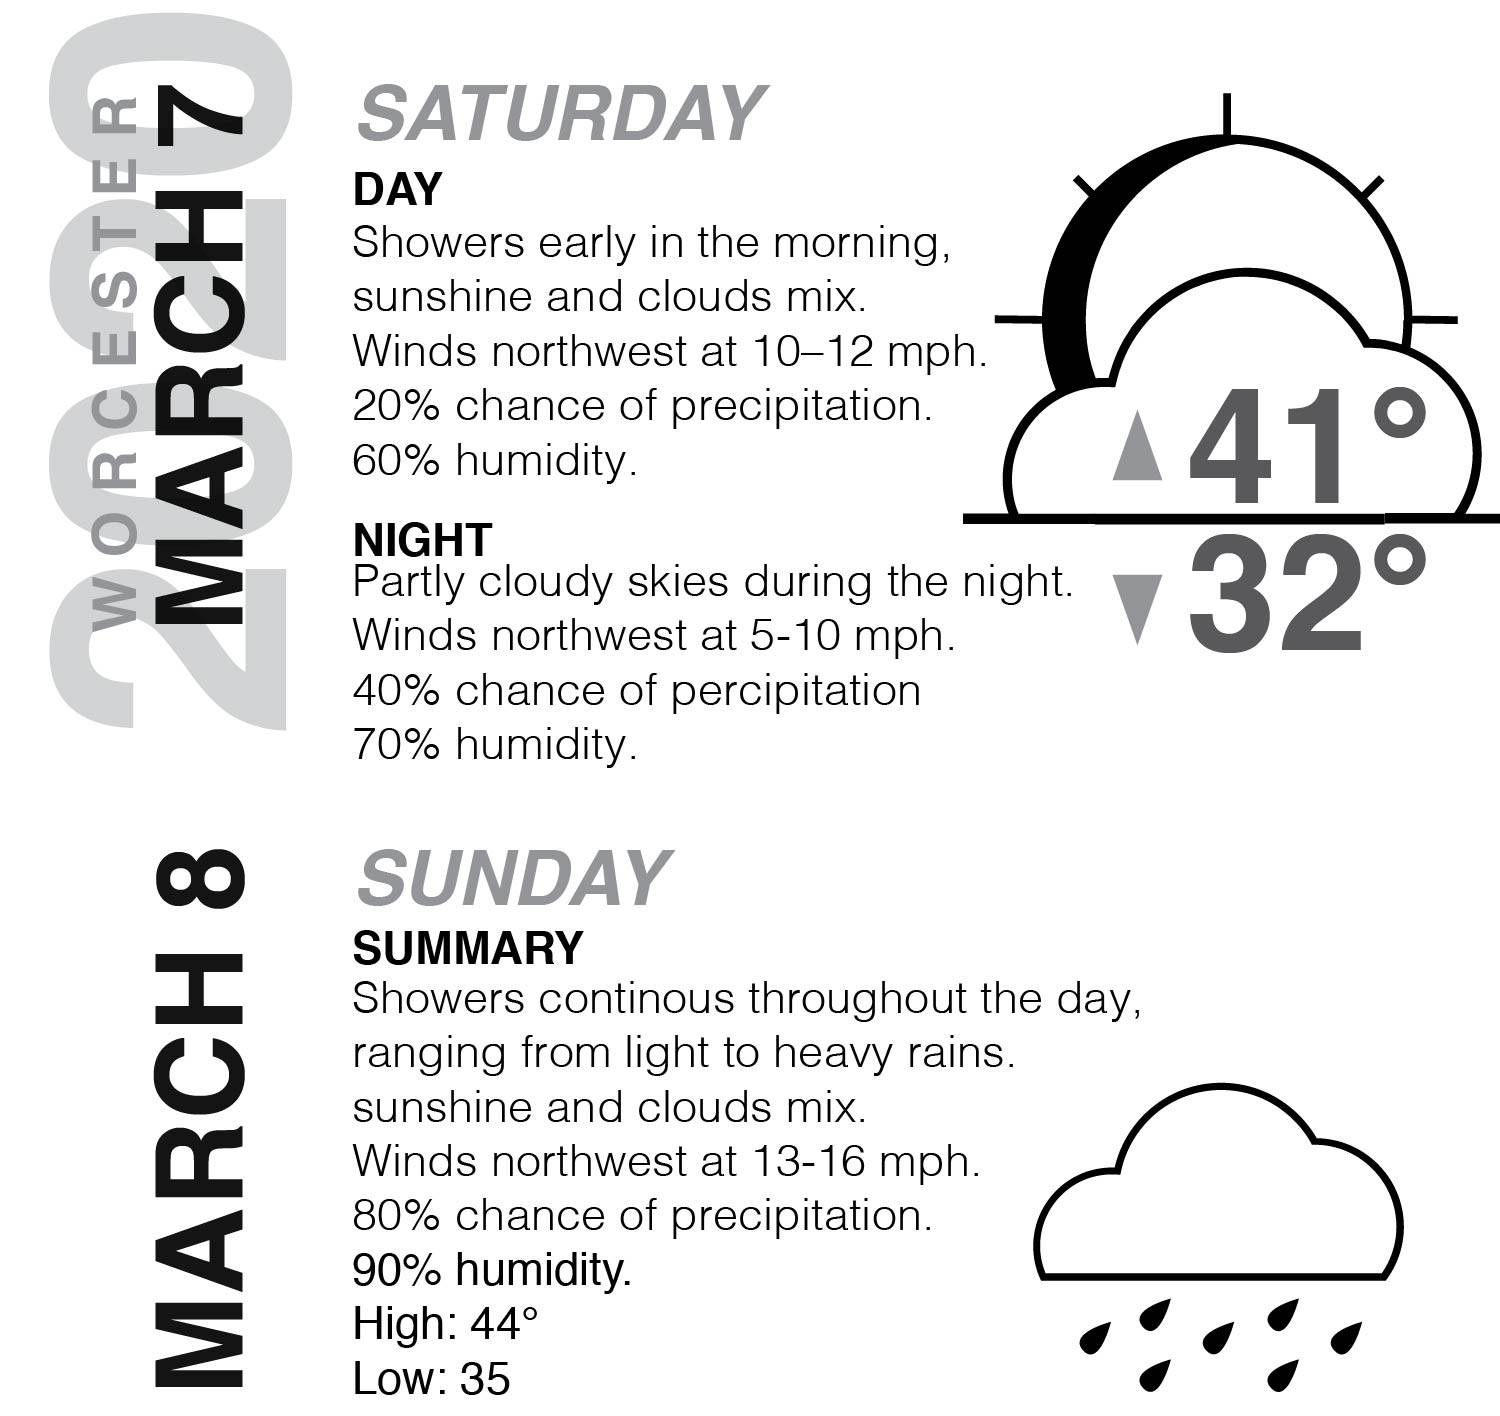 2020
WORCESTER
MARCH 7
SATURDAY
DAY
Showers early in the morning,
sunshine and clouds mix.
Winds northwest at 10–12 mph.
20% chance of precipitation.
60% humidity.
41°
NIGHT
Partly cloudy skies during the night.
Winds northwest at 5-10 mph.
40% chance of percipitation
70% humidity.
32°
MARCH 8
SUNDAY
SUMMARY
Showers continous throughout the day,
ranging from light to heavy rains.
sunshine and clouds mix.
Winds northwest at 13-16 mph.
80% chance of precipitation.
90% humidity.
High: 44°
Low: 35